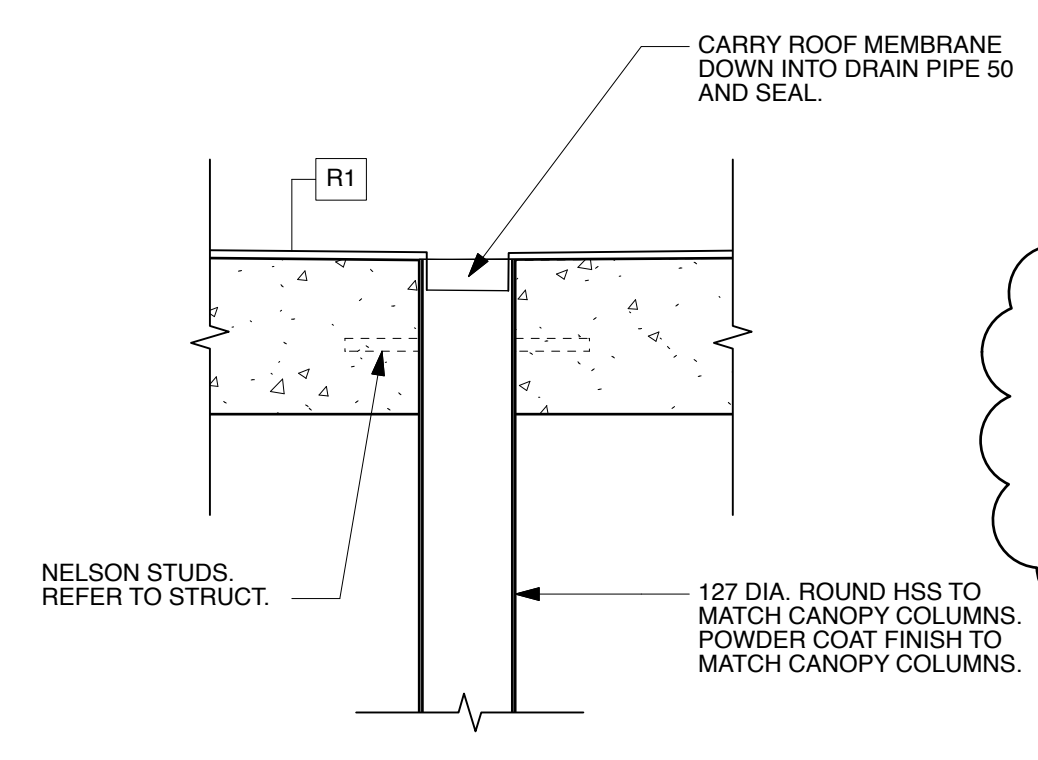 CARRY ROOF MEMBRANE
DOWN INTO DRAIN PIPE 50
AND SEAL.
R1
NELSON STUDS.
REFER TO STRUCT.
127 DIA. ROUND HSS TO
MATCH CANOPY COLUMNS.
POWDER COAT FINISH TO
MATCH CANOPY COLUMNS.